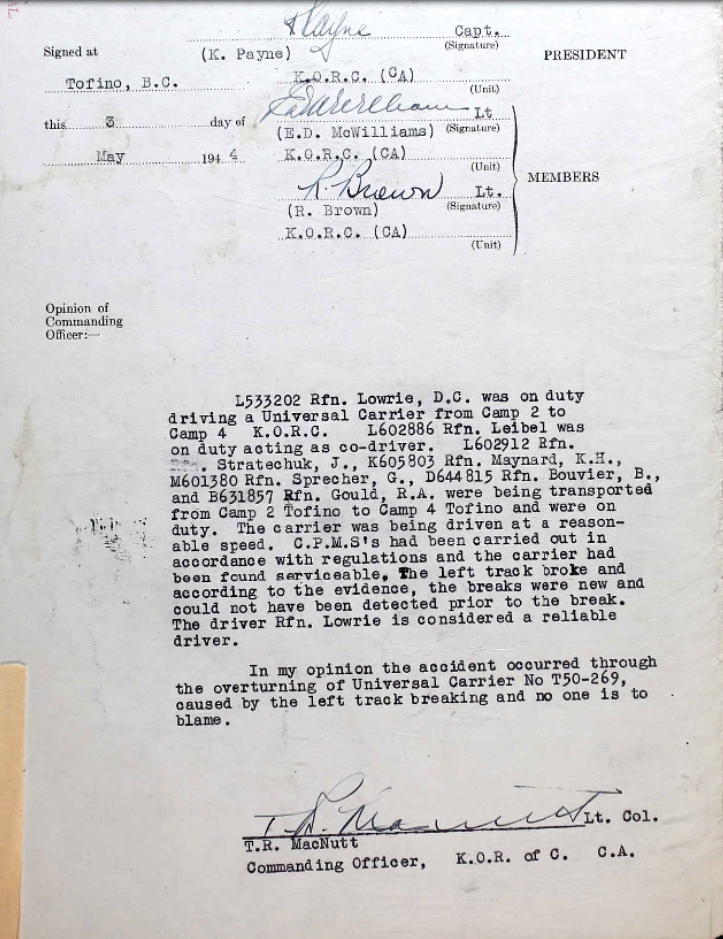 KPayne Capt.
Signed at (K. Payne) (Signature) PRESIDENT
Tofino, B.C. K.O.R.C. (CA)
(Unit)
EDMcWilliams Lt
this 3 day of (E.D. McWilliams) (Signature)
May 1944 K.O.R.C. (CA)
(Unit)
MEMBERS
R. Brown Lt.
(R. Brown) (Signature)
K.O.R.C. (CA)
(Unit)
Opinion of
Commanding
Officer:—
L533202 Rfn. Lowrie, D.C. was on duty
driving a Universal Carrier from Camp 2 to
Camp 4 K.O.R.C. L602886 Rfn. Leibel was
on duty acting as co-driver. L602912 Rfn.
Stratechuk, J., K605803 Rfn. Maynard, K.H.,
M601380 Rfn. Sprecher, G., D644815 Rfn. Bouvier, B.,
and B631857 Rfn. Gould, R.A. were being transported
from Camp 2 Tofino to Camp 4 Tofino and were on
duty. The carrier was being driven at a reason-
able speed. C.P.M.S's had been carried out in
accordance with regulations and the carrier had
been found serviceable. The left track broke and
according to the evidence, the breaks were new and
could not have been detected prior to the break.
The driver Rfn. Lowrie is considered a reliable
driver.
In my opinion the accident occurred through
the overturning of Universal Carrier No T50-269,
caused by the left track breaking and no one is to
blame.
T.R. MacNutt Lt. Col.
T.R. MacNutt
Commanding Officer, K.O.R. of C. C.A.